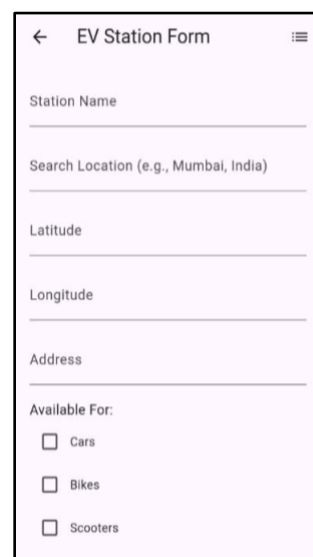 EV Station Form
Station Name
Search Location (e.g., Mumbai, India)
Latitude
Longitude
Address
Available For:
Cars
Bikes
Scooters